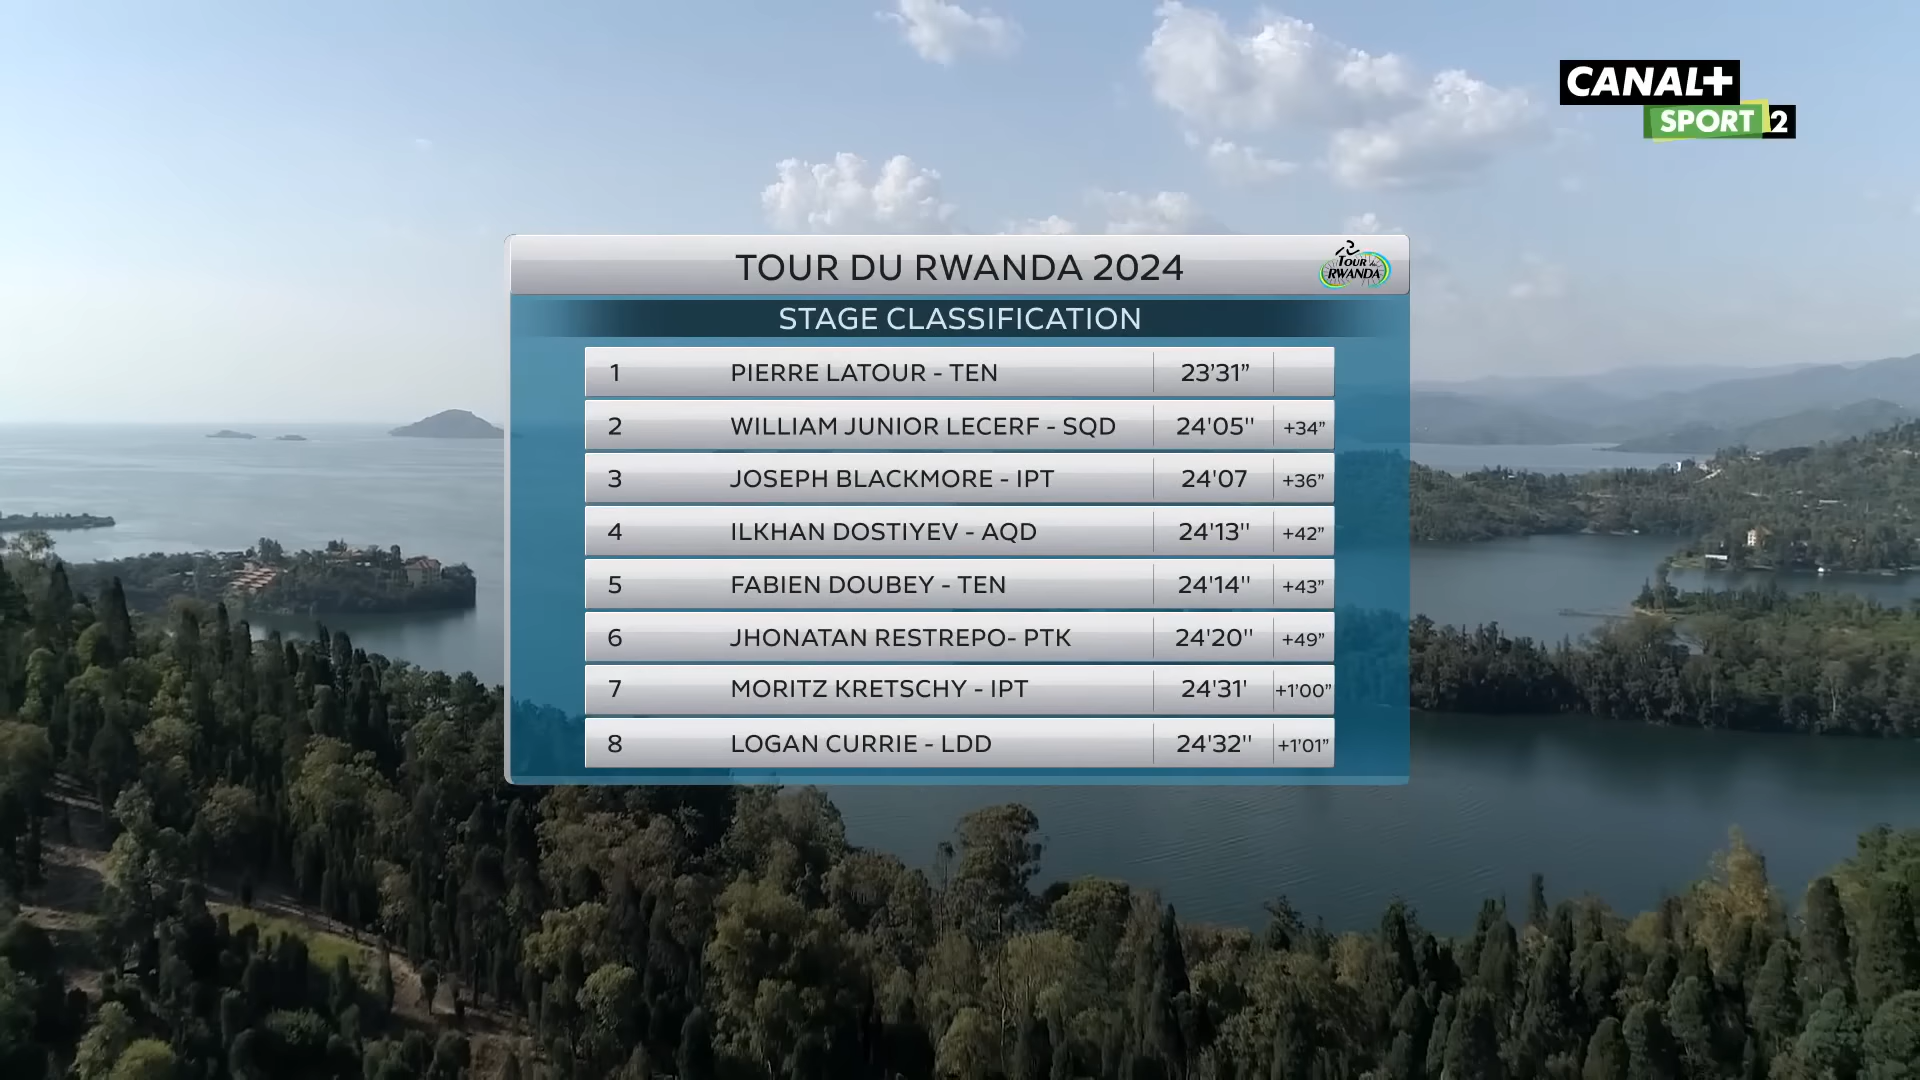 CANAL+
SPORT 2
TOUR DU RWANDA 2024
TOUR du
RWANDA
STAGE CLASSIFICATION
1 PIERRE LATOUR - TEN 23’31”
2 WILLIAM JUNIOR LECERF - SQD 24'05'' +34”
3 JOSEPH BLACKMORE - IPT 24'07 +36”
4 ILKHAN DOSTIYEV - AQD 24'13'' +42”
5 FABIEN DOUBEY - TEN 24'14'' +43”
6 JHONATAN RESTREPO- PTK 24'20'' +49”
7 MORITZ KRETSCHY - IPT 24'31' +1’00”
8 LOGAN CURRIE - LDD 24'32'' +1’01”